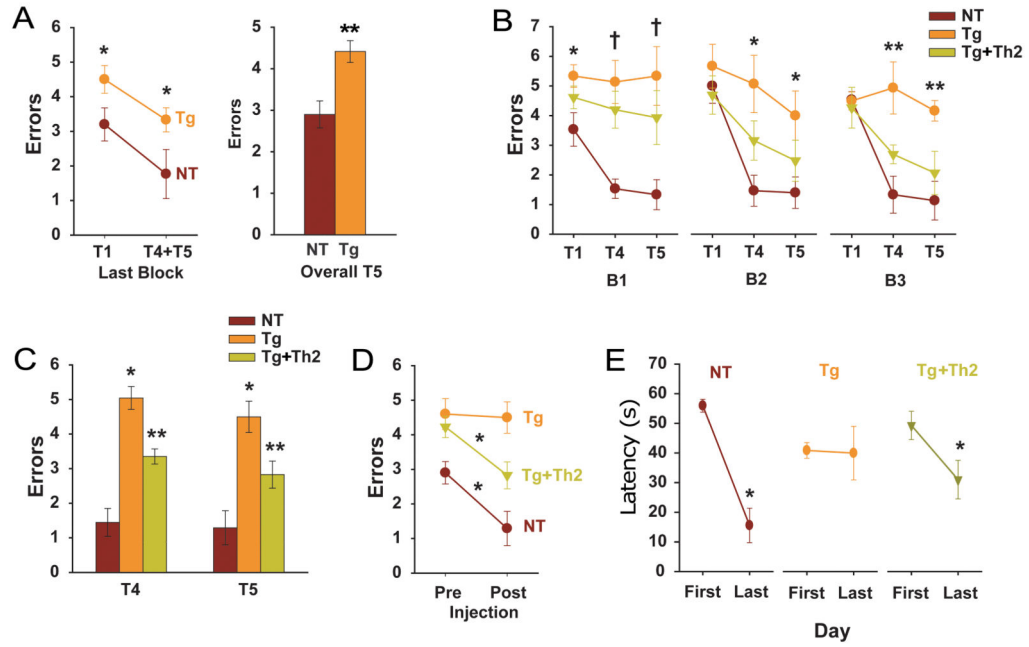 A
6
5
4
3
2
1
0
Errors
*
*
Tg
NT
T1 T4+T5
Last Block
5
4
3
2
1
0
Errors
**
NT Tg
Overall T5
B
NT
Tg
Tg+Th2
7
6
5
4
3
2
1
0
Errors
* † †
* *
** **
T1 T4 T5 T1 T4 T5 T1 T4 T5
B1 B2 B3
C
NT
Tg
Tg+Th2
6
5
4
3
2
1
0
Errors
*
**
*
**
T4 T5
D
6
5
4
3
2
1
0
Errors
Tg
*
Tg+Th2
*
NT
Pre Post
Injection
E
70
60
50
40
30
20
10
0
Latency (s)
NT Tg Tg+Th2
*
*
First Last First Last First Last
Day